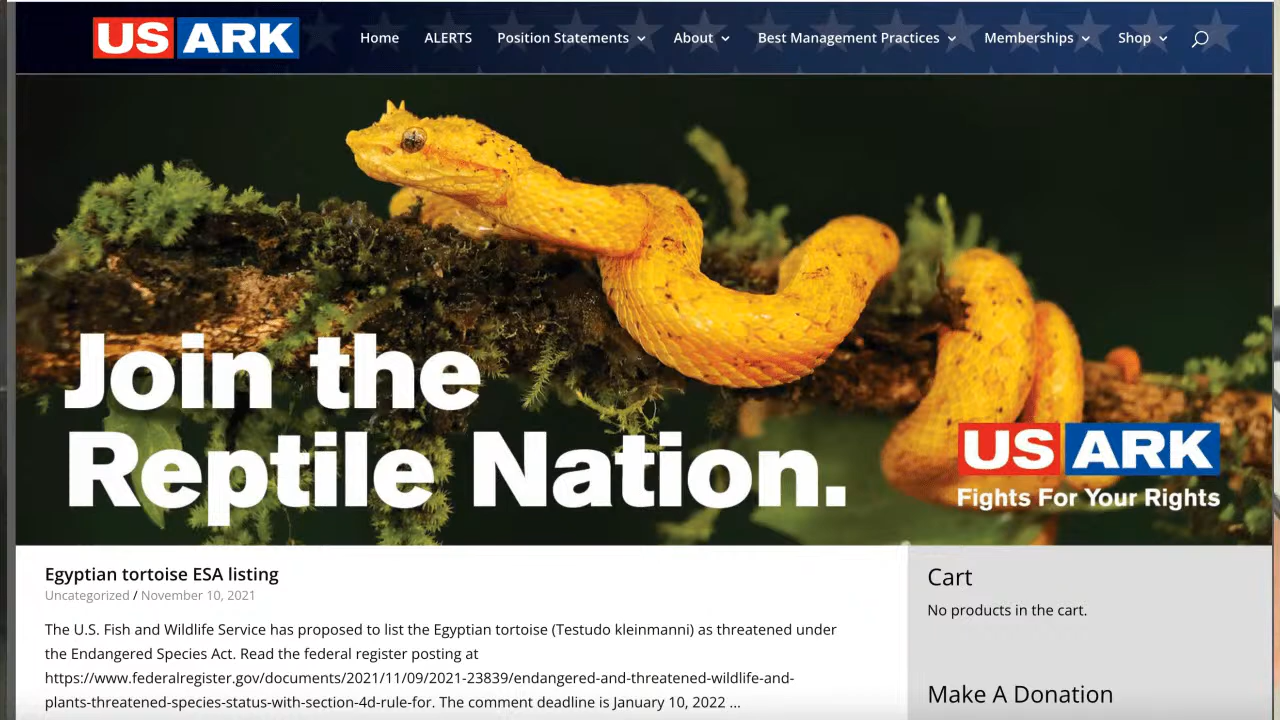 US ARK
Home ALERTS Position Statements About Best Management Practices Memberships Shop
Join the
Reptile Nation.
US ARK
Fights For Your Rights
Egyptian tortoise ESA listing
Uncategorized / November 10, 2021
The U.S. Fish and Wildlife Service has proposed to list the Egyptian tortoise (Testudo kleinmanni) as threatened under
the Endangered Species Act. Read the federal register posting at
https://www.federalregister.gov/documents/2021/11/09/2021-23839/endangered-and-threatened-wildlife-and-
plants-threatened-species-status-with-section-4d-rule-for. The comment deadline is January 10, 2022 ...
Cart
No products in the cart.
Make A Donation